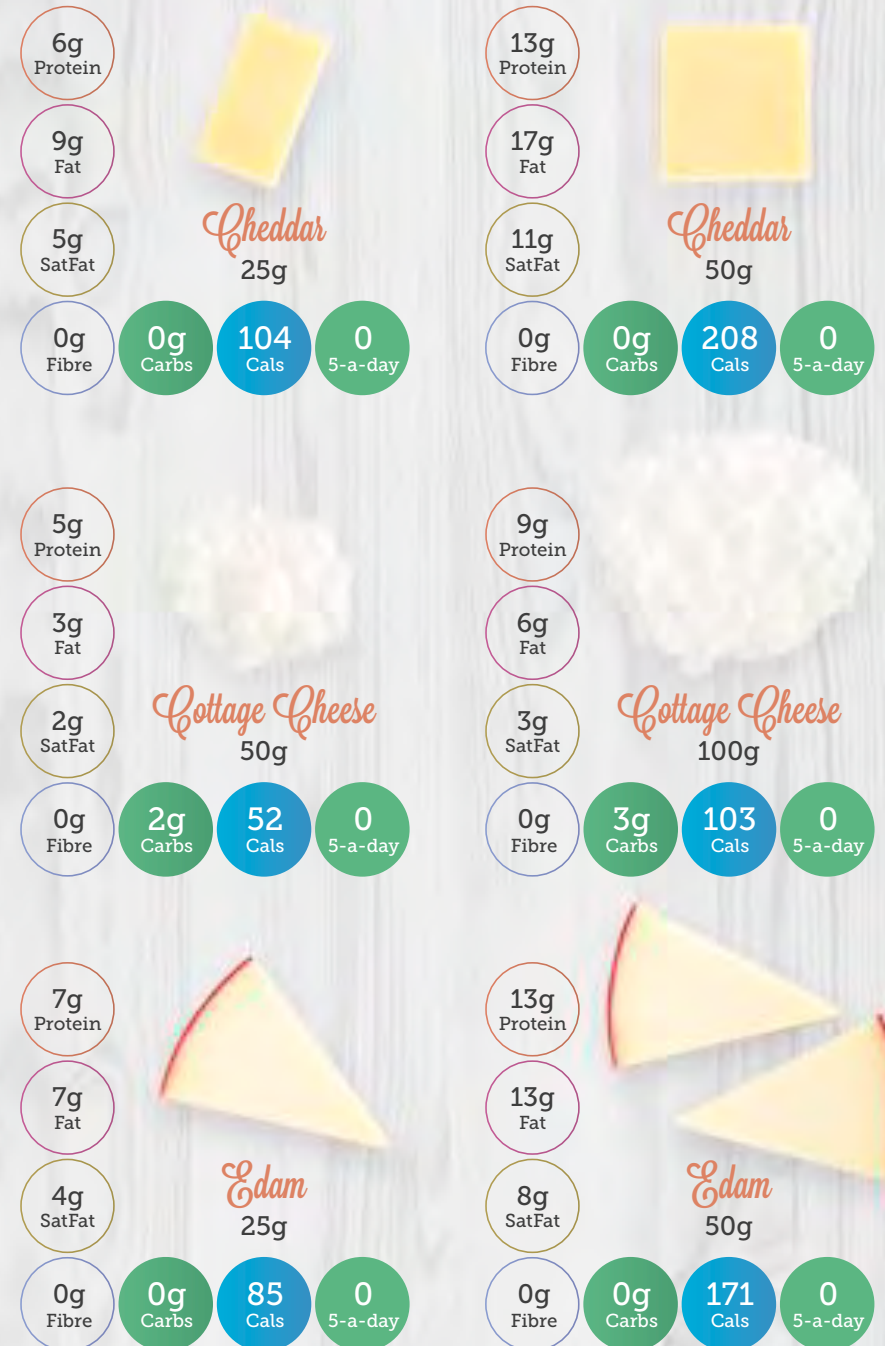 6g
Protein
9g
Fat
5g
SatFat
Cheddar
25g
0g
Fibre
0g
Carbs
104
Cals
0
5-a-day
13g
Protein
17g
Fat
11g
SatFat
Cheddar
50g
0g
Fibre
0g
Carbs
208
Cals
0
5-a-day
5g
Protein
3g
Fat
2g
SatFat
Cottage Cheese
50g
0g
Fibre
2g
Carbs
52
Cals
0
5-a-day
9g
Protein
6g
Fat
3g
SatFat
Cottage Cheese
100g
0g
Fibre
3g
Carbs
103
Cals
0
5-a-day
7g
Protein
7g
Fat
4g
SatFat
Edam
25g
0g
Fibre
0g
Carbs
85
Cals
0
5-a-day
13g
Protein
13g
Fat
8g
SatFat
Edam
50g
0g
Fibre
0g
Carbs
171
Cals
0
5-a-day